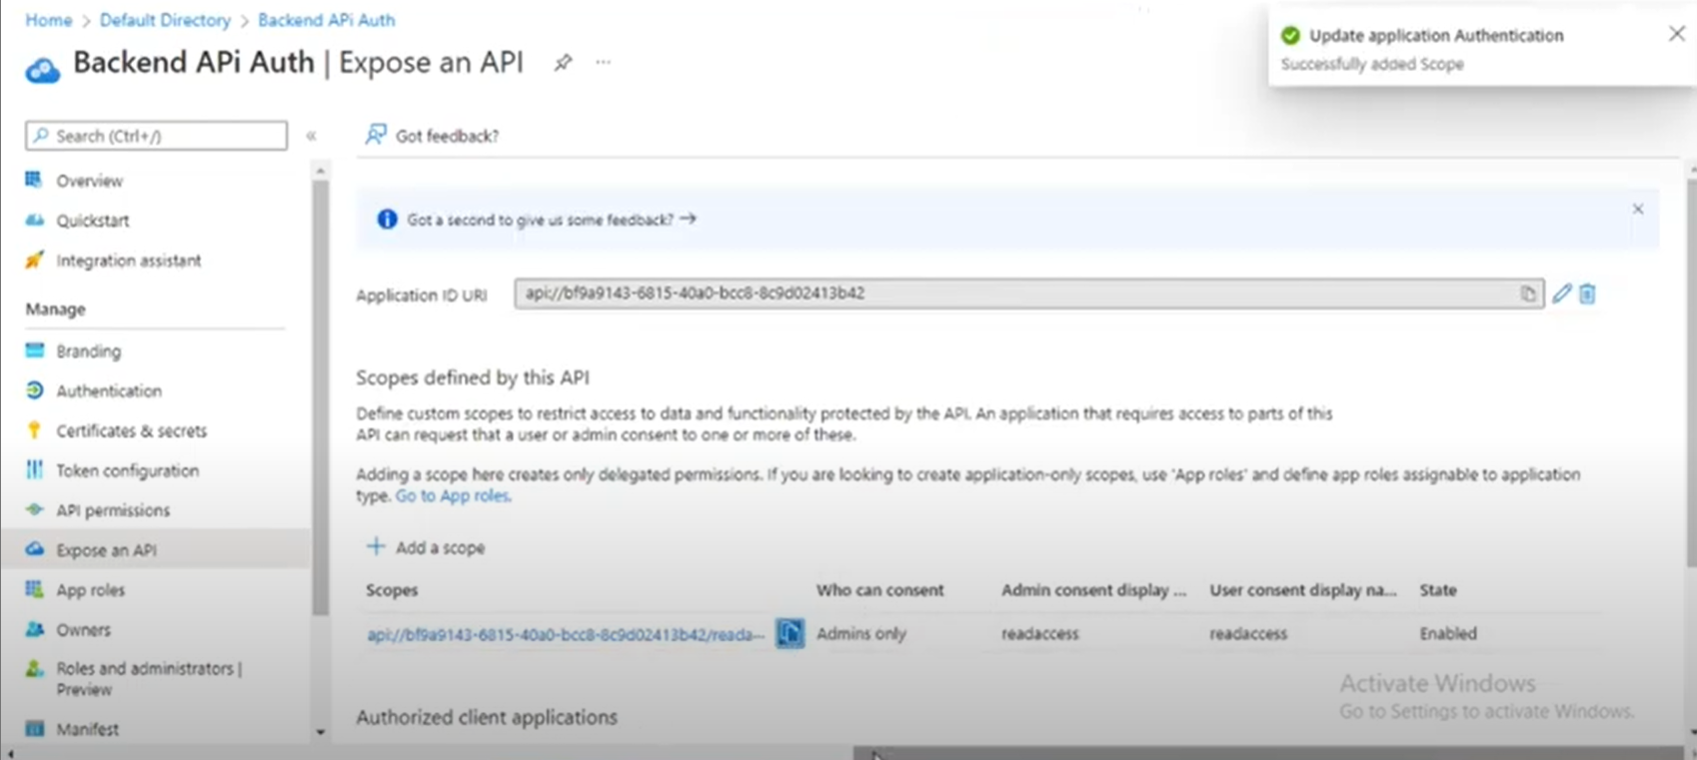 Home > Default Directory > Backend APi Auth
Update application Authentication
Successfully added Scope
Backend APi Auth | Expose an API
Search (Ctrl+/)
Got feedback?
Overview
Quickstart
Integration assistant
Manage
Branding
Authentication
Certificates & secrets
Token configuration
API permissions
Expose an API
App roles
Owners
Roles and administrators |
Preview
Manifest
Got a second to give us some feedback?
Application ID URI
api://bf9a9143-6815-40a0-bcc8-8c9d02413b42
Scopes defined by this API
Define custom scopes to restrict access to data and functionality protected by the API. An application that requires access to parts of this
API can request that a user or admin consent to one or more of these.
Adding a scope here creates only delegated permissions. If you are looking to create application-only scopes, use 'App roles' and define app roles assignable to application
type. Go to App roles.
Add a scope
Scopes Who can consent Admin consent display ... User consent display na... State
api://bf9a9143-6815-40a0-bcc8-8c9d02413b42/reada... Admins only readaccess readaccess Enabled
Authorized client applications
Activate Windows
Go to Settings to activate Windows.